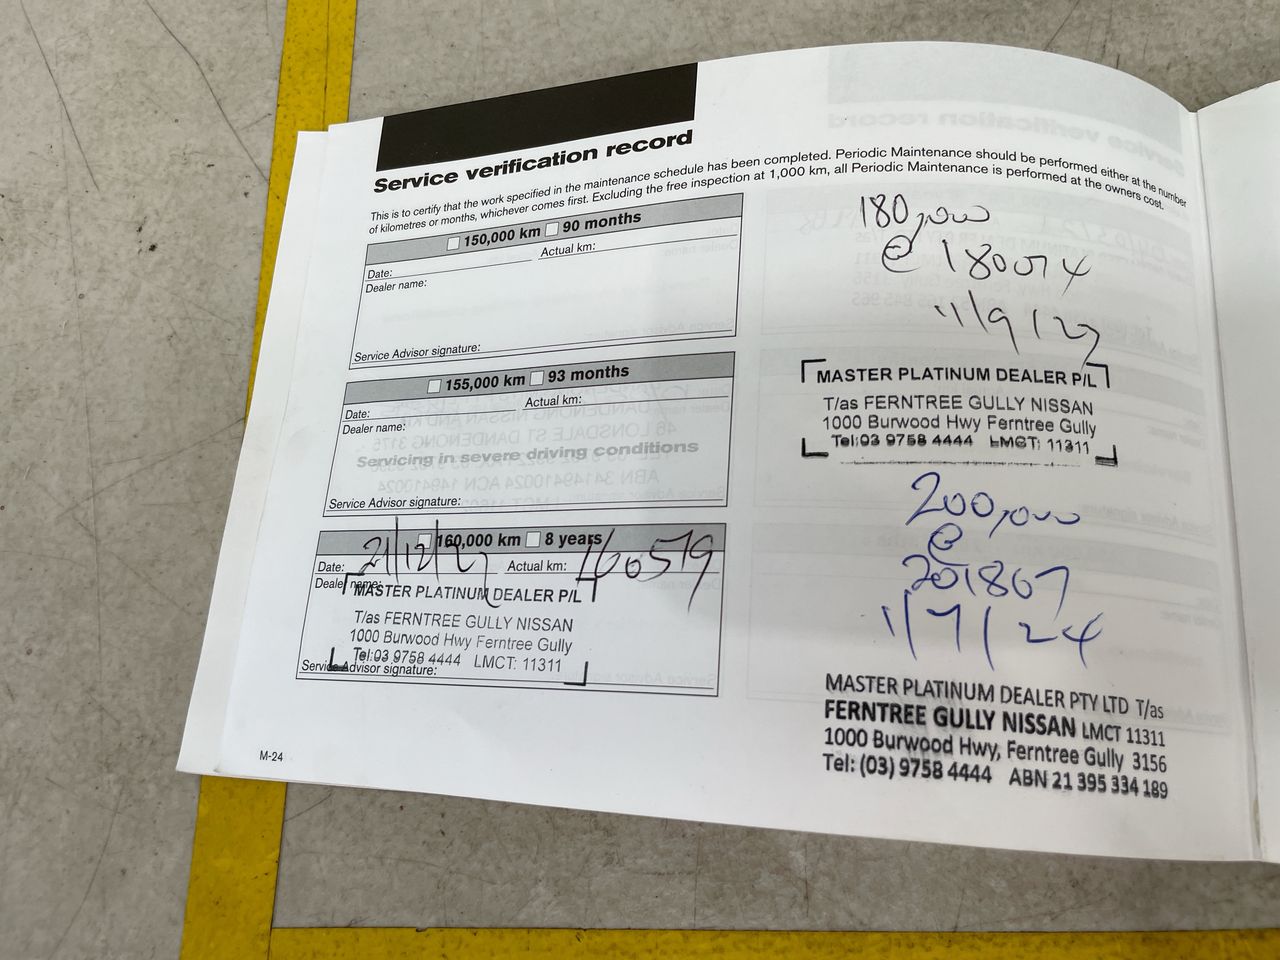 Service verification record
This is to certify that the work specified in the maintenance schedule has been completed. Periodic Maintenance should be performed either at the number
of kilometres or months, whichever comes first. Excluding the free inspection at 1,000 km, all Periodic Maintenance is performed at the owners cost.
150,000 km 90 months
Date: Actual km:
Dealer name:
Service Advisor signature:
155,000 km 93 months
Date: Actual km:
Dealer name:
Servicing in severe driving conditions
Service Advisor signature:
160,000 km 8 years
Date: 21/12/22 Actual km: 160519
Dealer name:
MASTER PLATINUM DEALER P/L
T/as FERNTREE GULLY NISSAN
1000 Burwood Hwy Ferntree Gully
Tel:03 9758 4444 LMCT: 11311
Service Advisor signature:
M-24
180,000
@ 180074
11/9/23
MASTER PLATINUM DEALER P/L
T/as FERNTREE GULLY NISSAN
1000 Burwood Hwy Ferntree Gully
Tel:03 9758 4444 LMCT: 11311
200,000
@
201867
1/7/24
MASTER PLATINUM DEALER PTY LTD T/as
FERNTREE GULLY NISSAN LMCT 11311
1000 Burwood Hwy, Ferntree Gully 3156
Tel: (03) 9758 4444 ABN 21 395 334 189